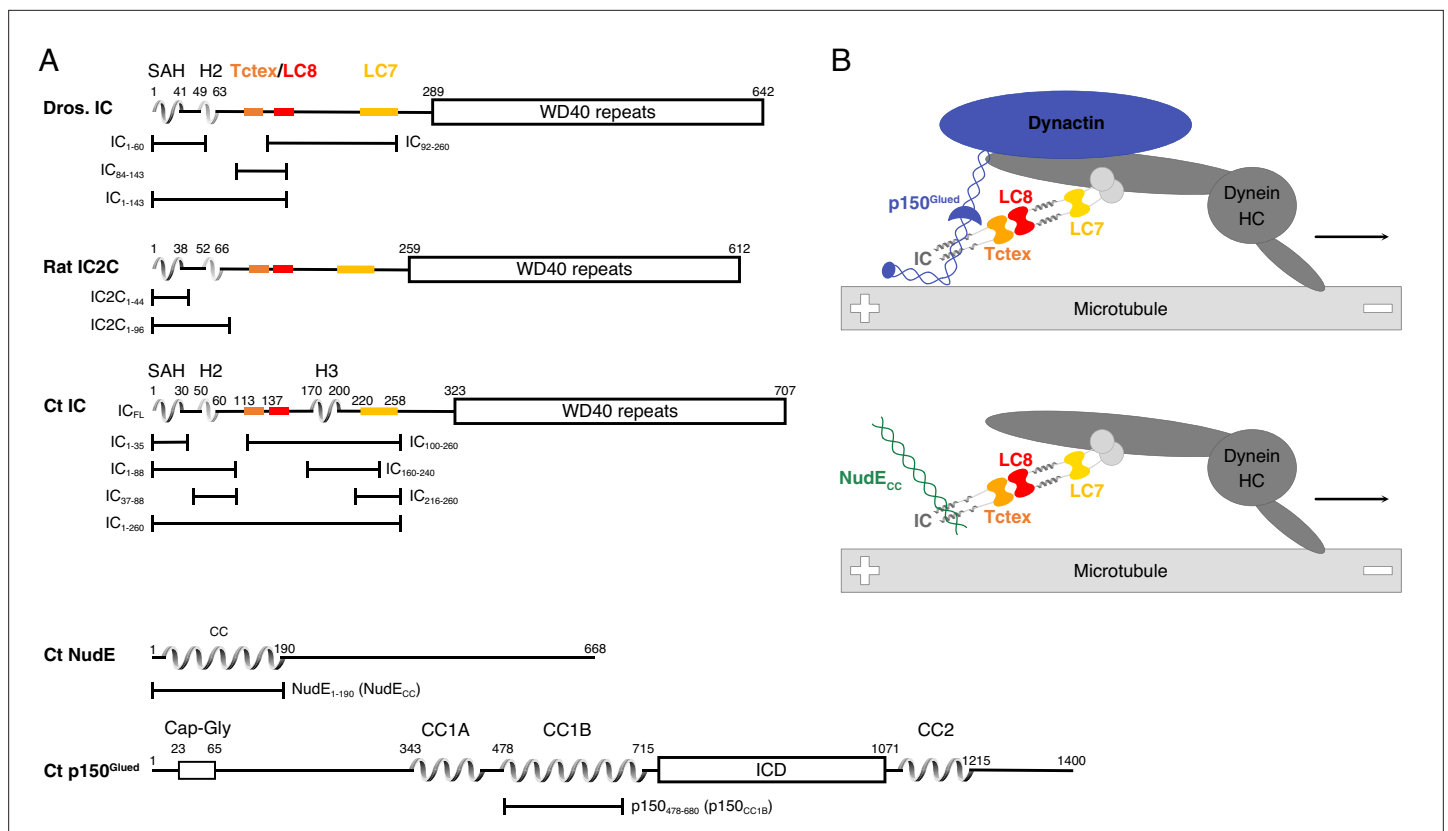 A
SAH H2 Tctex/LC8 LC7
1 41 49 63 289 642
Dros. IC WD40 repeats
IC1-60 IC92-260
IC84-143
IC1-143
1 38 52 66 259 612
Rat IC2C WD40 repeats
IC2C1-44
IC2C1-96
SAH H2 H3
1 30 50 60 113 137 170 200 220 258 323 707
Ct IC ICFL WD40 repeats
IC1-35 IC100-260
IC1-88 IC160-240
IC37-88 IC216-260
IC1-260
CC
1 190 668
Ct NudE
NudE1-190 (NudECC)
Cap-Gly CC1A CC1B CC2
1 23 65 343 478 715 1071 1215 1400
Ct p150Glued ICD
p150478-680 (p150CC1B)
B
Dynactin
p150Glued
LC8
Dynein
HC
LC7
IC
Tctex
+ Microtubule −
NudECC
LC8
Dynein
HC
LC7
IC
Tctex
+ Microtubule −